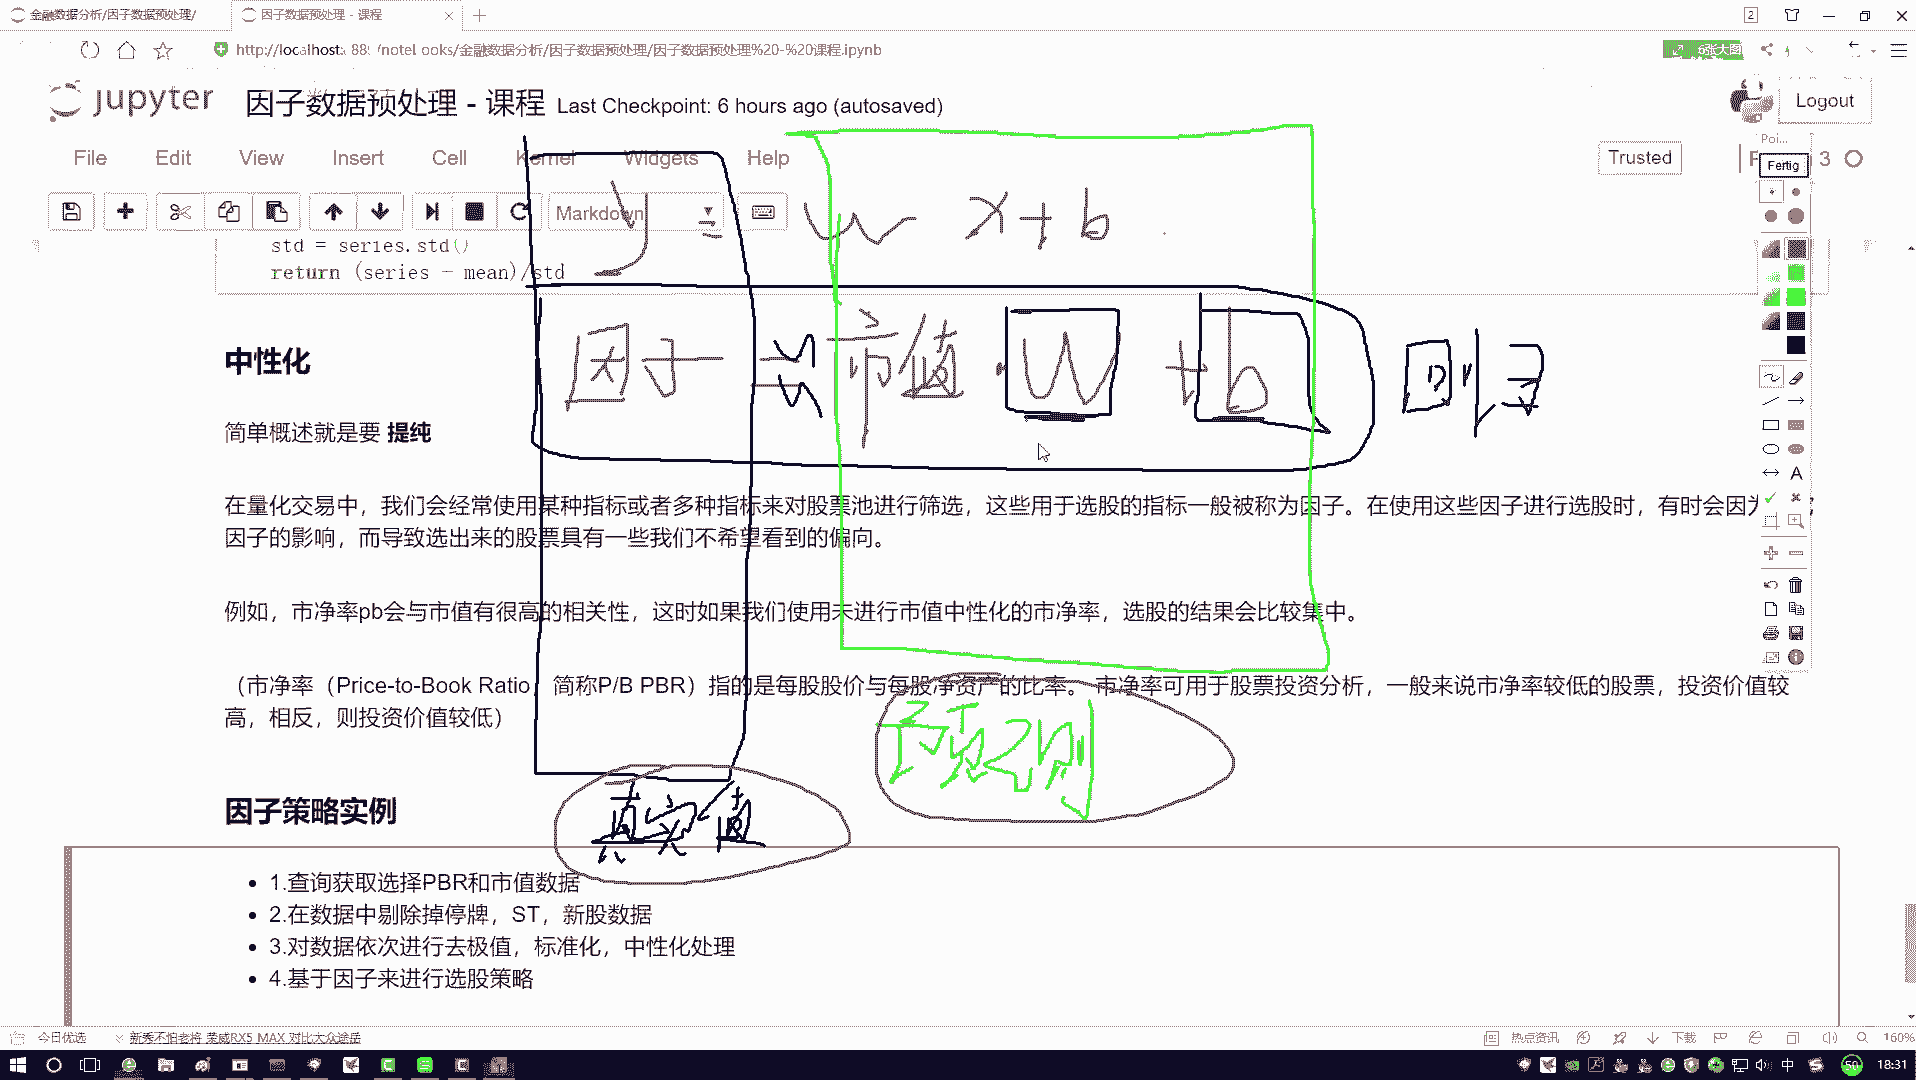 金融数据分析/因子数据预处理/
因子数据预处理 - 课程
2
/金融数据分析/因子数据预处理/因子数据预处理%20-%20课程.ipynb
jupyter
因子数据预处理 - 课程
Last Checkpoint: 6 hours ago (autosaved)
Logout
File Edit View Insert Cell Kernel Widgets Help
Trusted
3
Fertig
Markdown
y = w x + b
std = series.std()
return (series - mean)/std
因子 市值 · W + b 回归
中性化
简单概述就是要 提纯
在量化交易中，我们会经常使用某种指标或者多种指标来对股票池进行筛选，这些用于选股的指标一般被称为因子。在使用这些因子进行选股时，有时会因为
因子的影响，而导致选出来的股票具有一些我们不希望看到的偏向。
例如，市净率pb会与市值有很高的相关性，这时如果我们使用未进行市值中性化的市净率，选股的结果会比较集中。
（市净率（Price-to-Book Ratio，简称P/B PBR）指的是每股股价与每股净资产的比率。 市净率可用于股票投资分析，一般来说市净率较低的股票，投资价值较
高，相反，则投资价值较低）
预测
真实值
因子策略实例
1.查询获取选择PBR和市值数据
2.在数据中剔除掉停牌，ST，新股数据
3.对数据依次进行去极值，标准化，中性化处理
4.基于因子来进行选股策略
今日优选
新秀不怕老将 荣威RX5 MAX 对比大众途岳
热点资讯
下载
160%
中
50
18:31